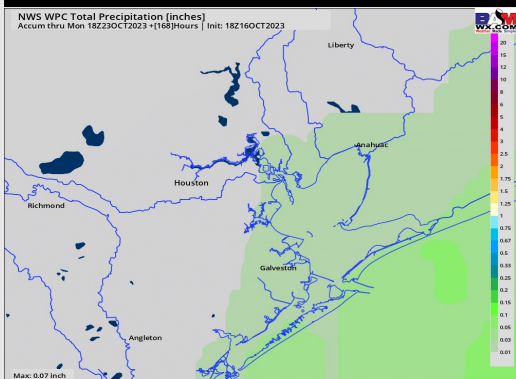 NWS WPC Total Precipitation [inches]
Accum thru Mon 18Z23OCT2023 +[168]Hours | Init: 18Z16OCT2023
BAM
WX.COM
Liberty
Anahuac
Houston
Richmond
Galveston
Angleton
Max: 0.07 inch
20
15
12
10
8
6
5
4
3
2.5
2
1.75
1.5
1.25
1
0.75
0.67
0.5
0.33
0.25
0.2
0.15
0.1
0.05
0.03
0.01